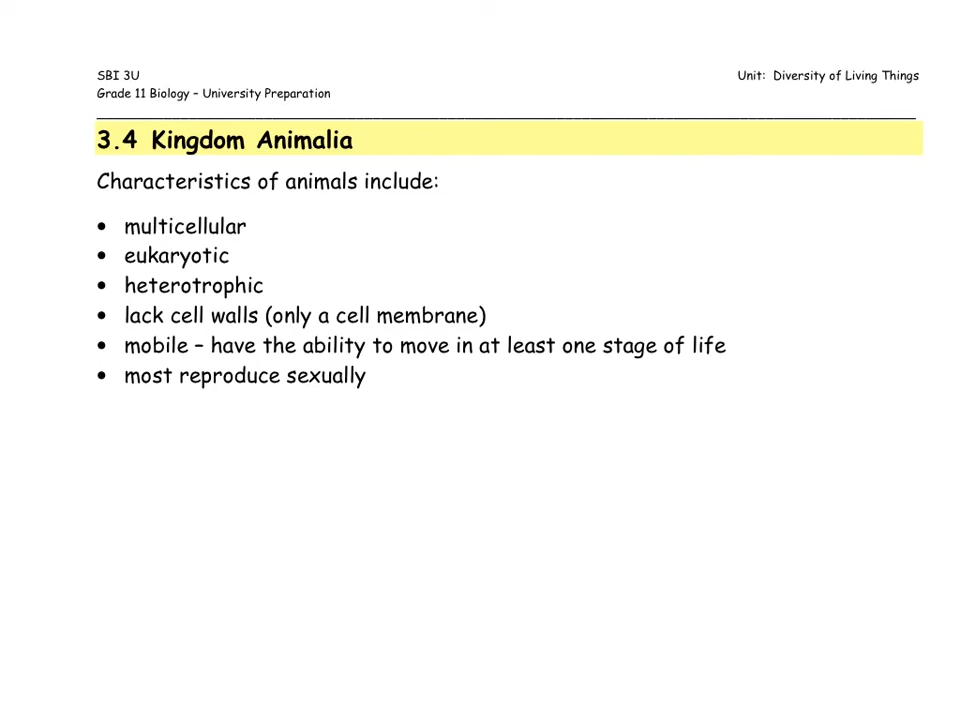 SBI 3U
Unit: Diversity of Living Things
Grade 11 Biology – University Preparation
3.4 Kingdom Animalia
Characteristics of animals include:
• multicellular
• eukaryotic
• heterotrophic
• lack cell walls (only a cell membrane)
• mobile – have the ability to move in at least one stage of life
• most reproduce sexually